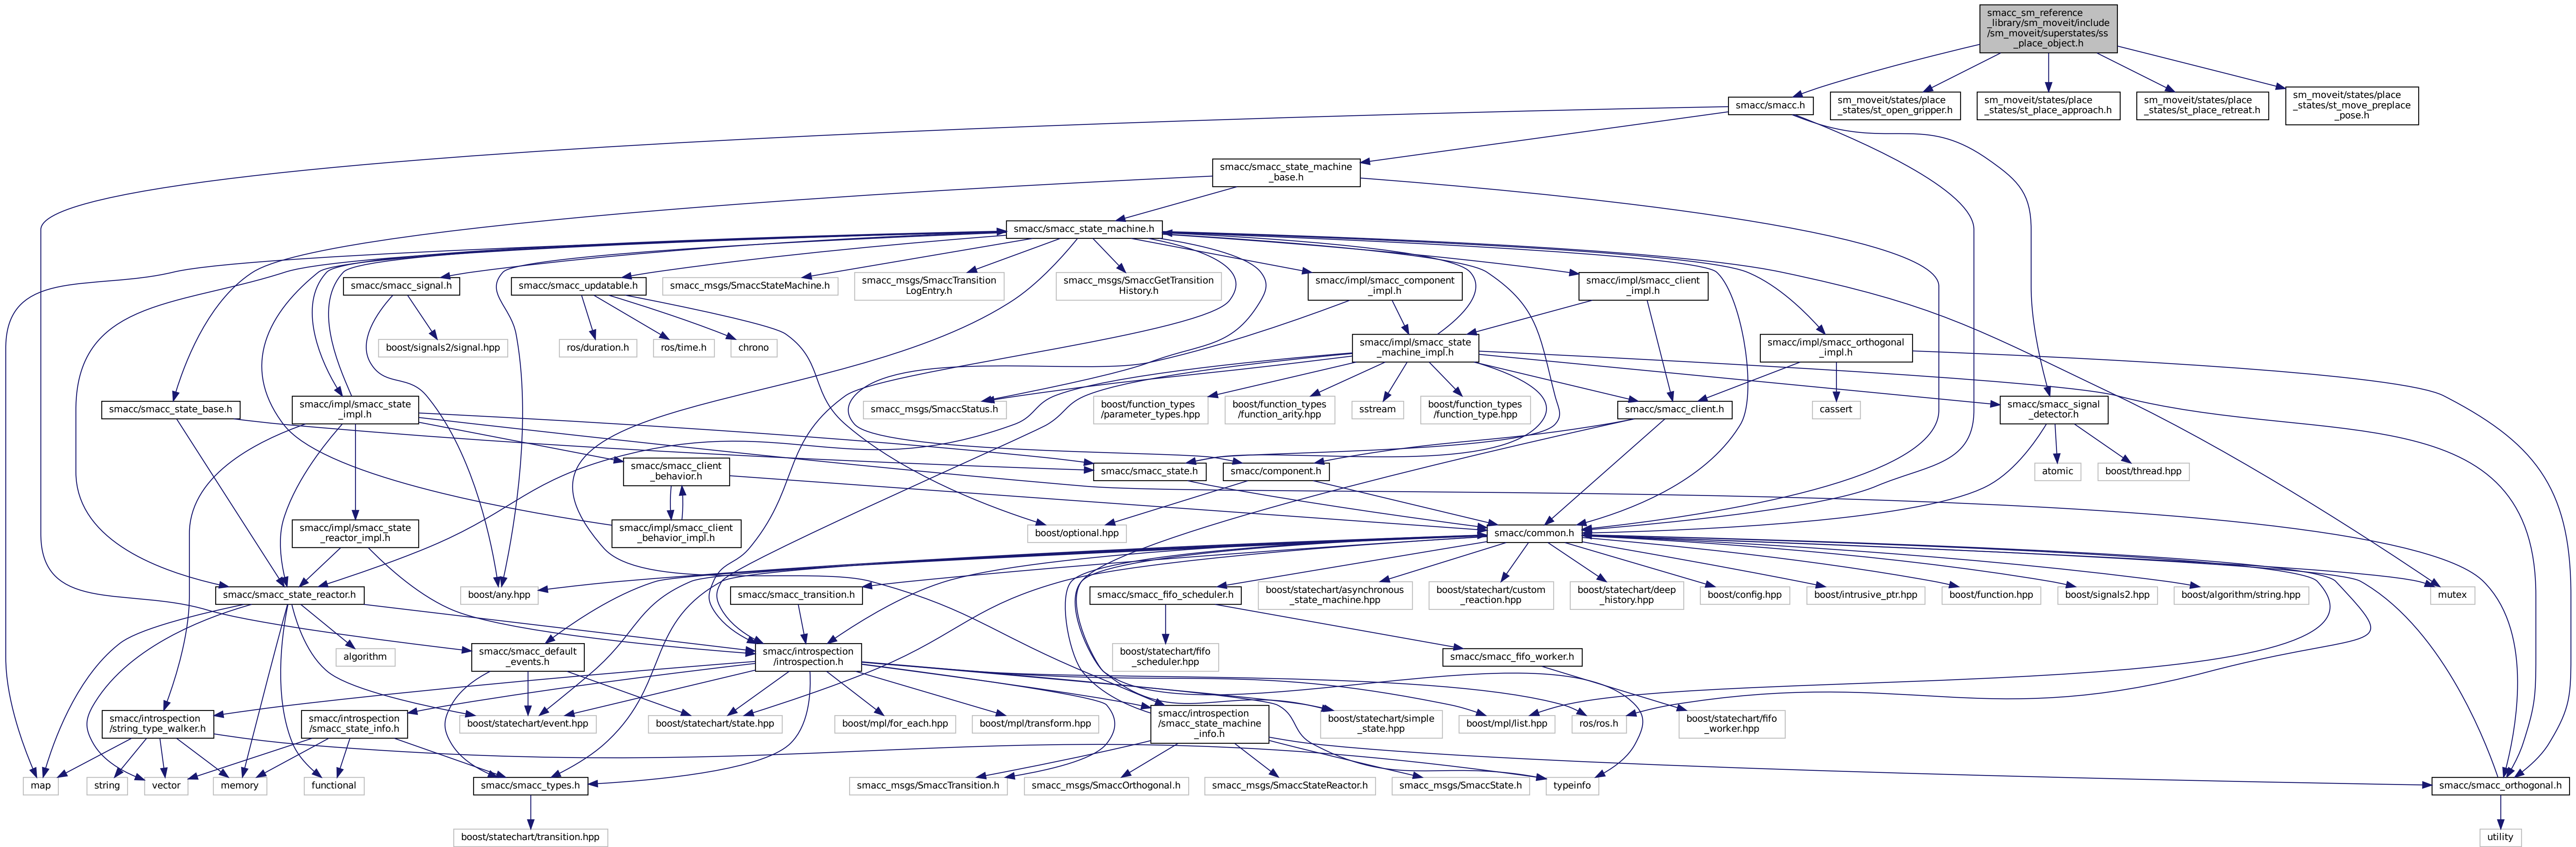 smacc_sm_reference
_library/sm_moveit/include
/sm_moveit/superstates/ss
_place_object.h
smacc/smacc.h
sm_moveit/states/place
_states/st_open_gripper.h
sm_moveit/states/place
_states/st_place_approach.h
sm_moveit/states/place
_states/st_place_retreat.h
sm_moveit/states/place
_states/st_move_preplace
_pose.h
smacc/smacc_state_machine
_base.h
smacc/smacc_state_machine.h
smacc/smacc_signal.h
smacc/smacc_updatable.h
smacc_msgs/SmaccStateMachine.h
smacc_msgs/SmaccTransition
LogEntry.h
smacc_msgs/SmaccGetTransition
History.h
smacc/impl/smacc_component
_impl.h
smacc/impl/smacc_client
_impl.h
boost/signals2/signal.hpp
ros/duration.h
ros/time.h
chrono
smacc/impl/smacc_state
_machine_impl.h
smacc/impl/smacc_orthogonal
_impl.h
smacc/smacc_state_base.h
smacc/impl/smacc_state
_impl.h
smacc_msgs/SmaccStatus.h
boost/function_types
/parameter_types.hpp
boost/function_types
/function_arity.hpp
sstream
boost/function_types
/function_type.hpp
smacc/smacc_client.h
cassert
smacc/smacc_signal
_detector.h
smacc/smacc_client
_behavior.h
smacc/smacc_state.h
smacc/component.h
atomic
boost/thread.hpp
smacc/impl/smacc_state
_reactor_impl.h
smacc/impl/smacc_client
_behavior_impl.h
boost/optional.hpp
smacc/common.h
smacc/smacc_state_reactor.h
boost/any.hpp
smacc/smacc_transition.h
smacc/smacc_fifo_scheduler.h
boost/statechart/asynchronous
_state_machine.hpp
boost/statechart/custom
_reaction.hpp
boost/statechart/deep
_history.hpp
boost/config.hpp
boost/intrusive_ptr.hpp
boost/function.hpp
boost/signals2.hpp
boost/algorithm/string.hpp
mutex
algorithm
smacc/smacc_default
_events.h
smacc/introspection
/introspection.h
boost/statechart/fifo
_scheduler.hpp
smacc/smacc_fifo_worker.h
smacc/introspection
/string_type_walker.h
smacc/introspection
/smacc_state_info.h
boost/statechart/event.hpp
boost/statechart/state.hpp
boost/mpl/for_each.hpp
boost/mpl/transform.hpp
smacc/introspection
/smacc_state_machine
_info.h
boost/statechart/simple
_state.hpp
boost/mpl/list.hpp
ros/ros.h
boost/statechart/fifo
_worker.hpp
map
string
vector
memory
functional
smacc/smacc_types.h
smacc_msgs/SmaccTransition.h
smacc_msgs/SmaccOrthogonal.h
smacc_msgs/SmaccStateReactor.h
smacc_msgs/SmaccState.h
typeinfo
smacc/smacc_orthogonal.h
boost/statechart/transition.hpp
utility